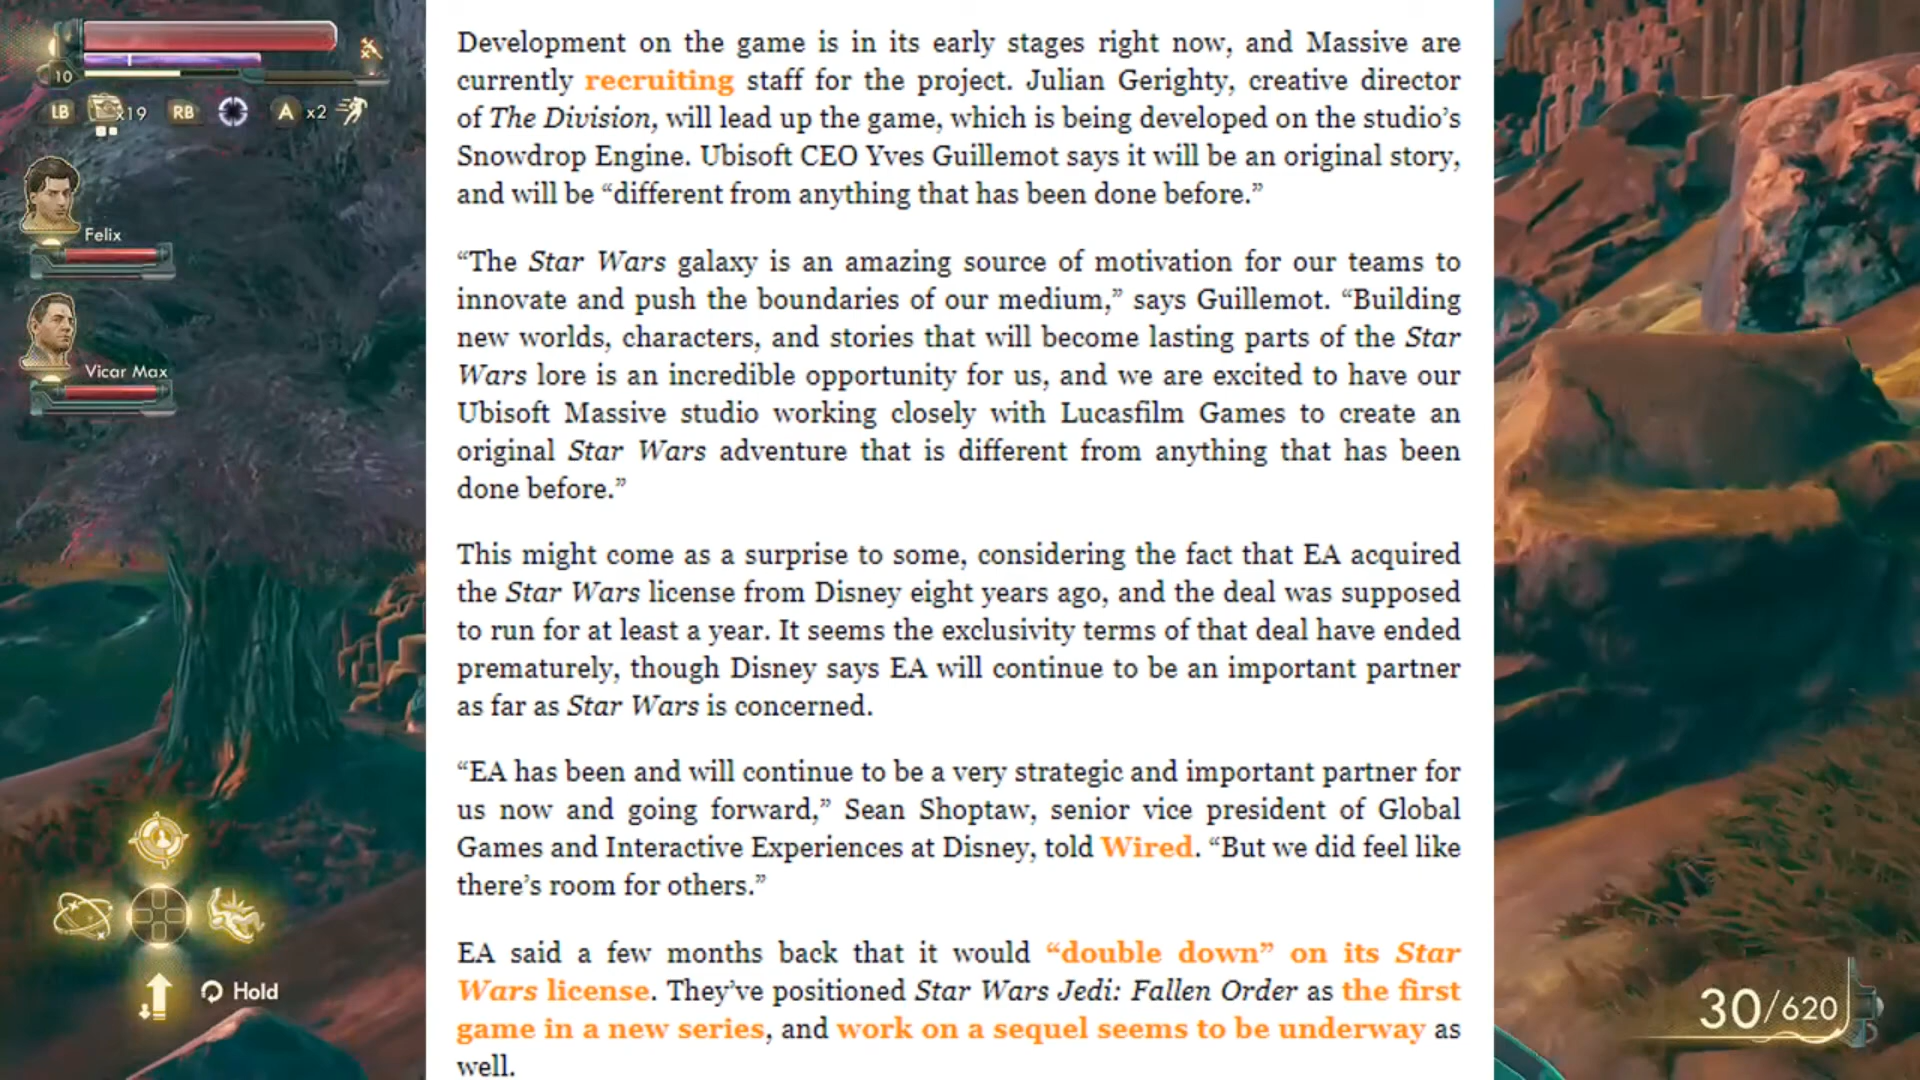 10
LB x19 RB A x2
Felix
Vicar Max
Hold
Development on the game is in its early stages right now, and Massive are
currently recruiting staff for the project. Julian Gerighty, creative director
of The Division, will lead up the game, which is being developed on the studio’s
Snowdrop Engine. Ubisoft CEO Yves Guillemot says it will be an original story,
and will be “different from anything that has been done before.”
“The Star Wars galaxy is an amazing source of motivation for our teams to
innovate and push the boundaries of our medium,” says Guillemot. “Building
new worlds, characters, and stories that will become lasting parts of the Star
Wars lore is an incredible opportunity for us, and we are excited to have our
Ubisoft Massive studio working closely with Lucasfilm Games to create an
original Star Wars adventure that is different from anything that has been
done before.”
This might come as a surprise to some, considering the fact that EA acquired
the Star Wars license from Disney eight years ago, and the deal was supposed
to run for at least a year. It seems the exclusivity terms of that deal have ended
prematurely, though Disney says EA will continue to be an important partner
as far as Star Wars is concerned.
“EA has been and will continue to be a very strategic and important partner for
us now and going forward,” Sean Shoptaw, senior vice president of Global
Games and Interactive Experiences at Disney, told Wired. “But we did feel like
there’s room for others.”
EA said a few months back that it would “double down” on its Star
Wars license. They’ve positioned Star Wars Jedi: Fallen Order as the first
game in a new series, and work on a sequel seems to be underway as
well.
30/620